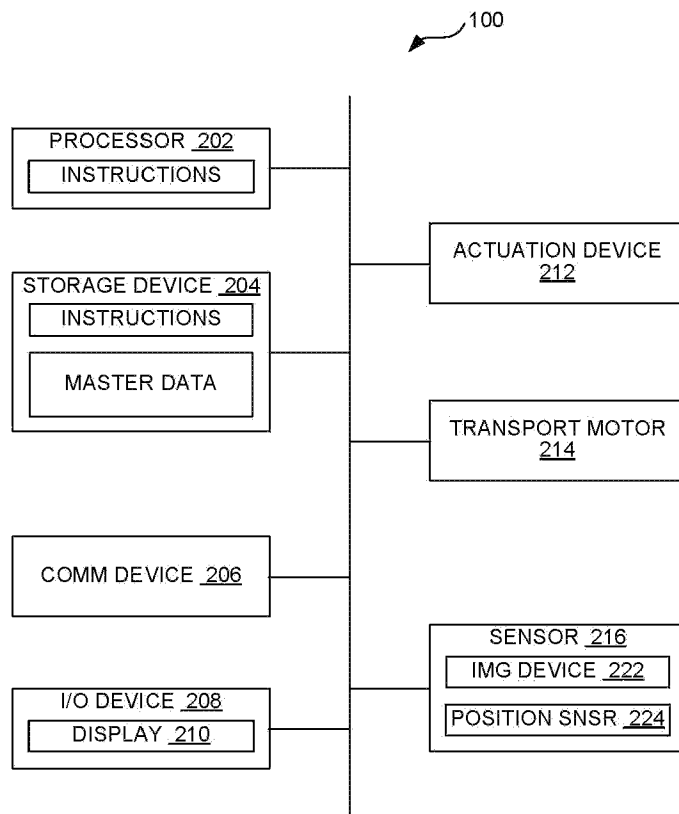 100
PROCESSOR 202
INSTRUCTIONS
STORAGE DEVICE 204
INSTRUCTIONS
MASTER DATA
COMM DEVICE 206
I/O DEVICE 208
DISPLAY 210
ACTUATION DEVICE
212
TRANSPORT MOTOR
214
SENSOR 216
IMG DEVICE 222
POSITION SNSR 224